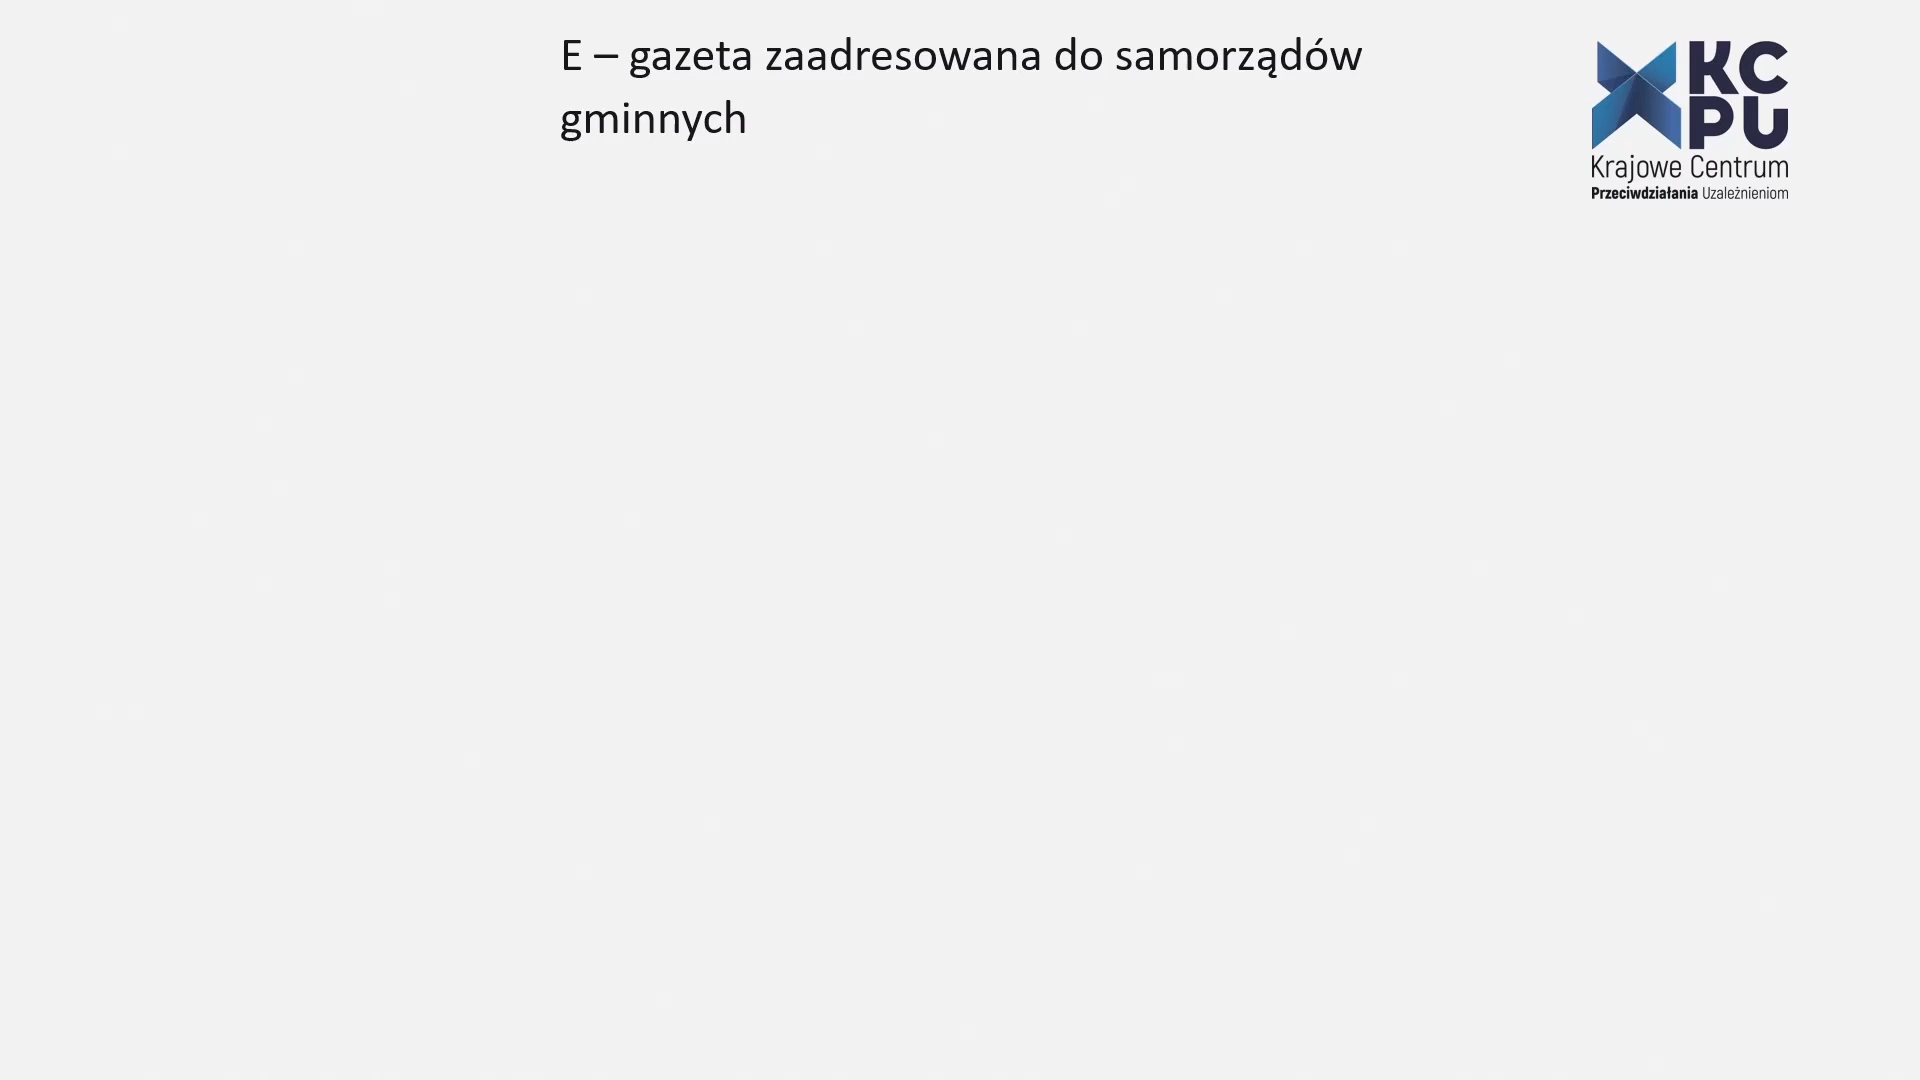 E – gazeta zaadresowana do samorządów
gminnych
KC
PU
Krajowe Centrum
Przeciwdziałania Uzależnieniom